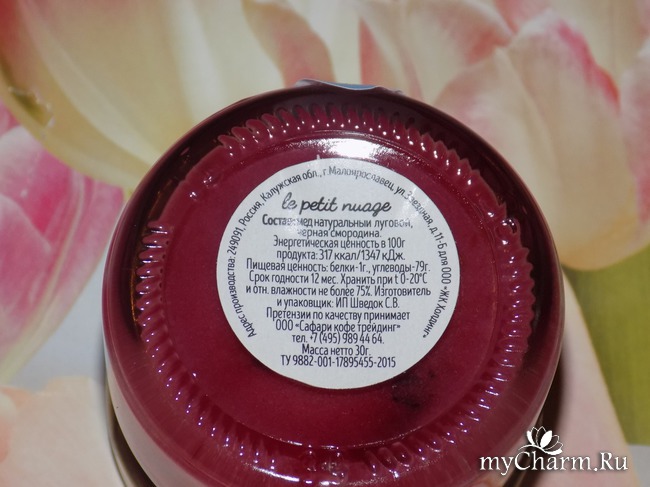 Адрес производства: 249091, Россия, Калужская обл., г.Малоярославец, ул.Звездная, д.11-Б для ООО «ЖК Холдинг»
le petit nuage
Состав: мед натуральный луговой,
черная смородина.
Энергетическая ценность в 100г
продукта: 317 ккал/1347 кДж.
Пищевая ценность: белки-1г., углеводы-79г.
Срок годности 12 мес. Хранить при t 0-20°С
и отн. влажности не более 75%. Изготовитель
и упаковщик: ИП Шведок С.В.
Претензии по качеству принимает
ООО «Сафари кофе трейдинг»
тел. +7 (495) 989 44 64.
Масса нетто 30г.
ТУ 9882-001-17895455-2015
myCharm.Ru